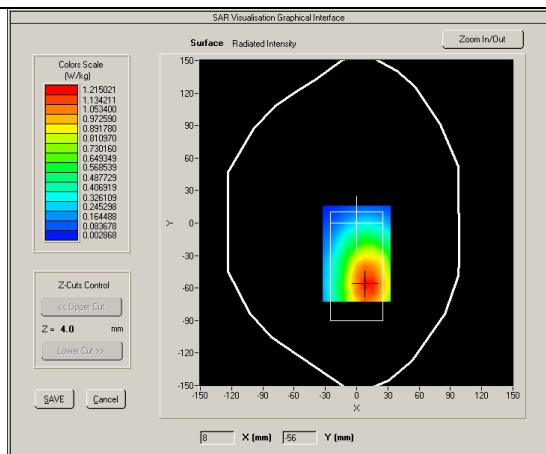 SAR Visualisation Graphical Interface
Surface Radiated Intensity
Zoom In/Out
Colors Scale
(W/kg)
1.215021
1.134211
1.053400
0.972590
0.891780
0.810970
0.730160
0.649349
0.568539
0.487729
0.406919
0.326109
0.245298
0.164488
0.083678
0.002868
Z-Cuts Control
<< Upper Cut
Z = 4.0 mm
Lower Cut >>
SAVE Cancel
150
120
90
60
30
0
-30
-60
-90
-120
-150
Y
-150 -120 -90 -60 -30 0 30 60 90 120 150
X
8 X (mm) -56 Y (mm)